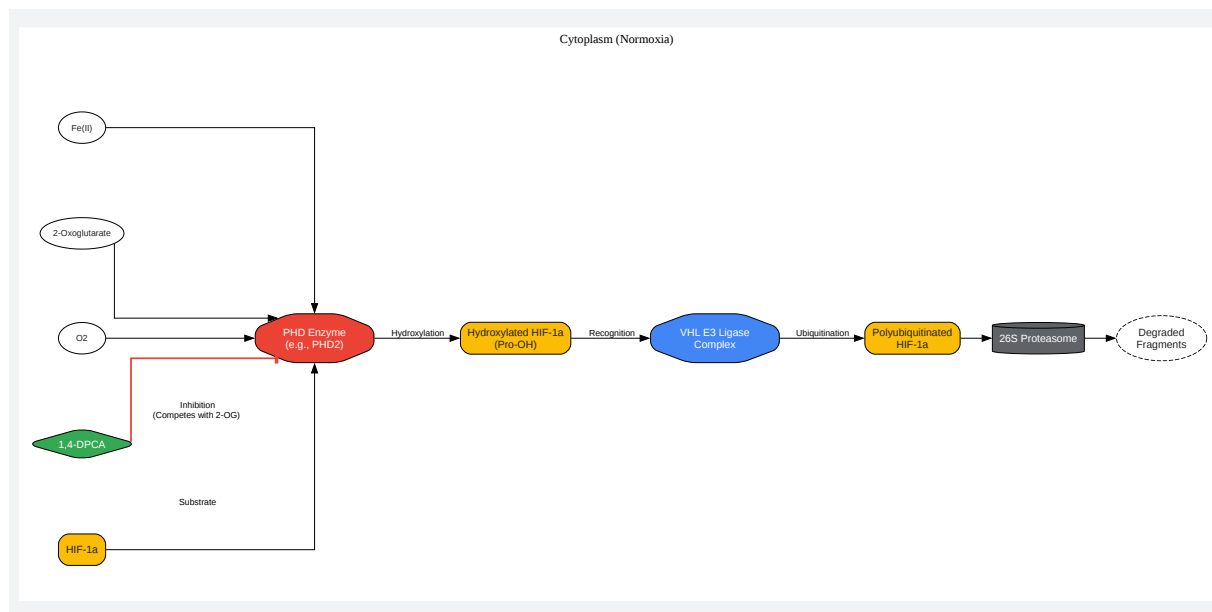 Cytoplasm (Normoxia)
Fe(II)
2-Oxoglutarate
O2
PHD Enzyme
(e.g., PHD2)
Hydroxylation
Hydroxylated HIF-1a
(Pro-OH)
Recognition
VHL E3 Ligase
Complex
Ubiquitination
Polyubiquitinated
HIF-1a
26S Proteasome
Degraded
Fragments
Inhibition
(Competes with 2-OG)
1,4-DPCA
Substrate
HIF-1a